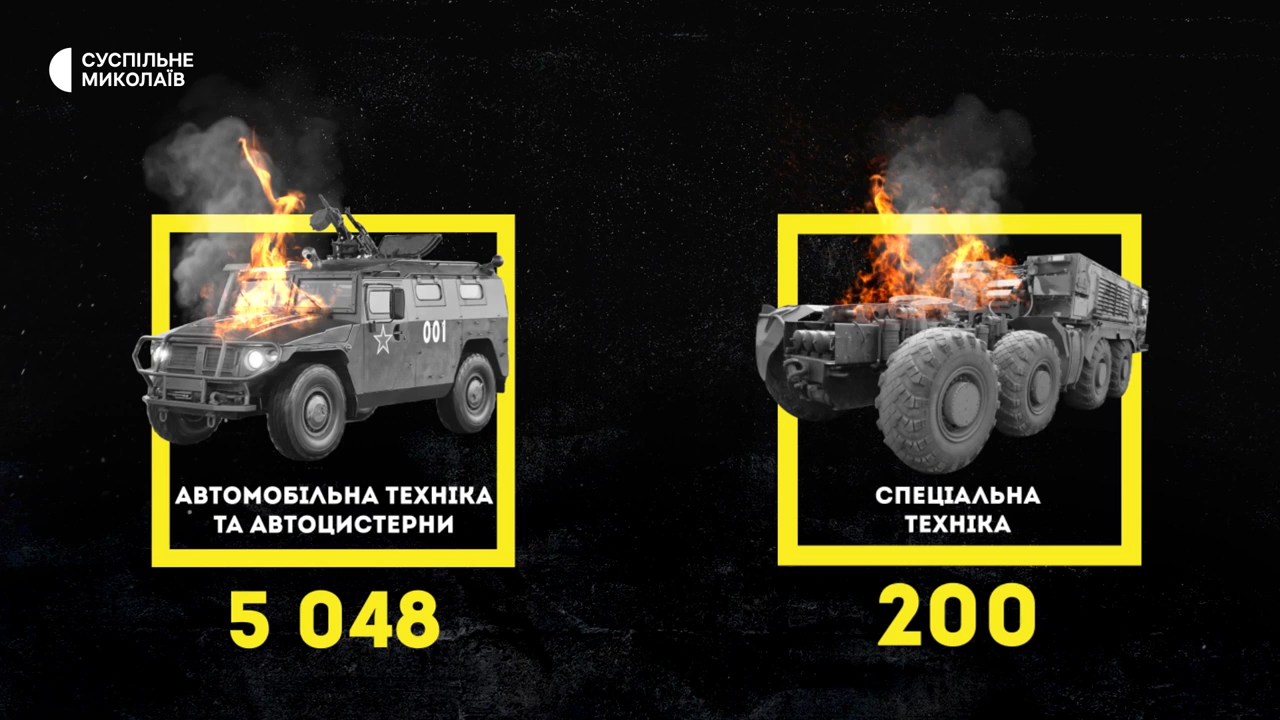 СУСПІЛЬНЕ
МИКОЛАЇВ
001
АВТОМОБІЛЬНА ТЕХНІКА
ТА АВТОЦИСТЕРНИ
5 048
СПЕЦІАЛЬНА
ТЕХНІКА
200